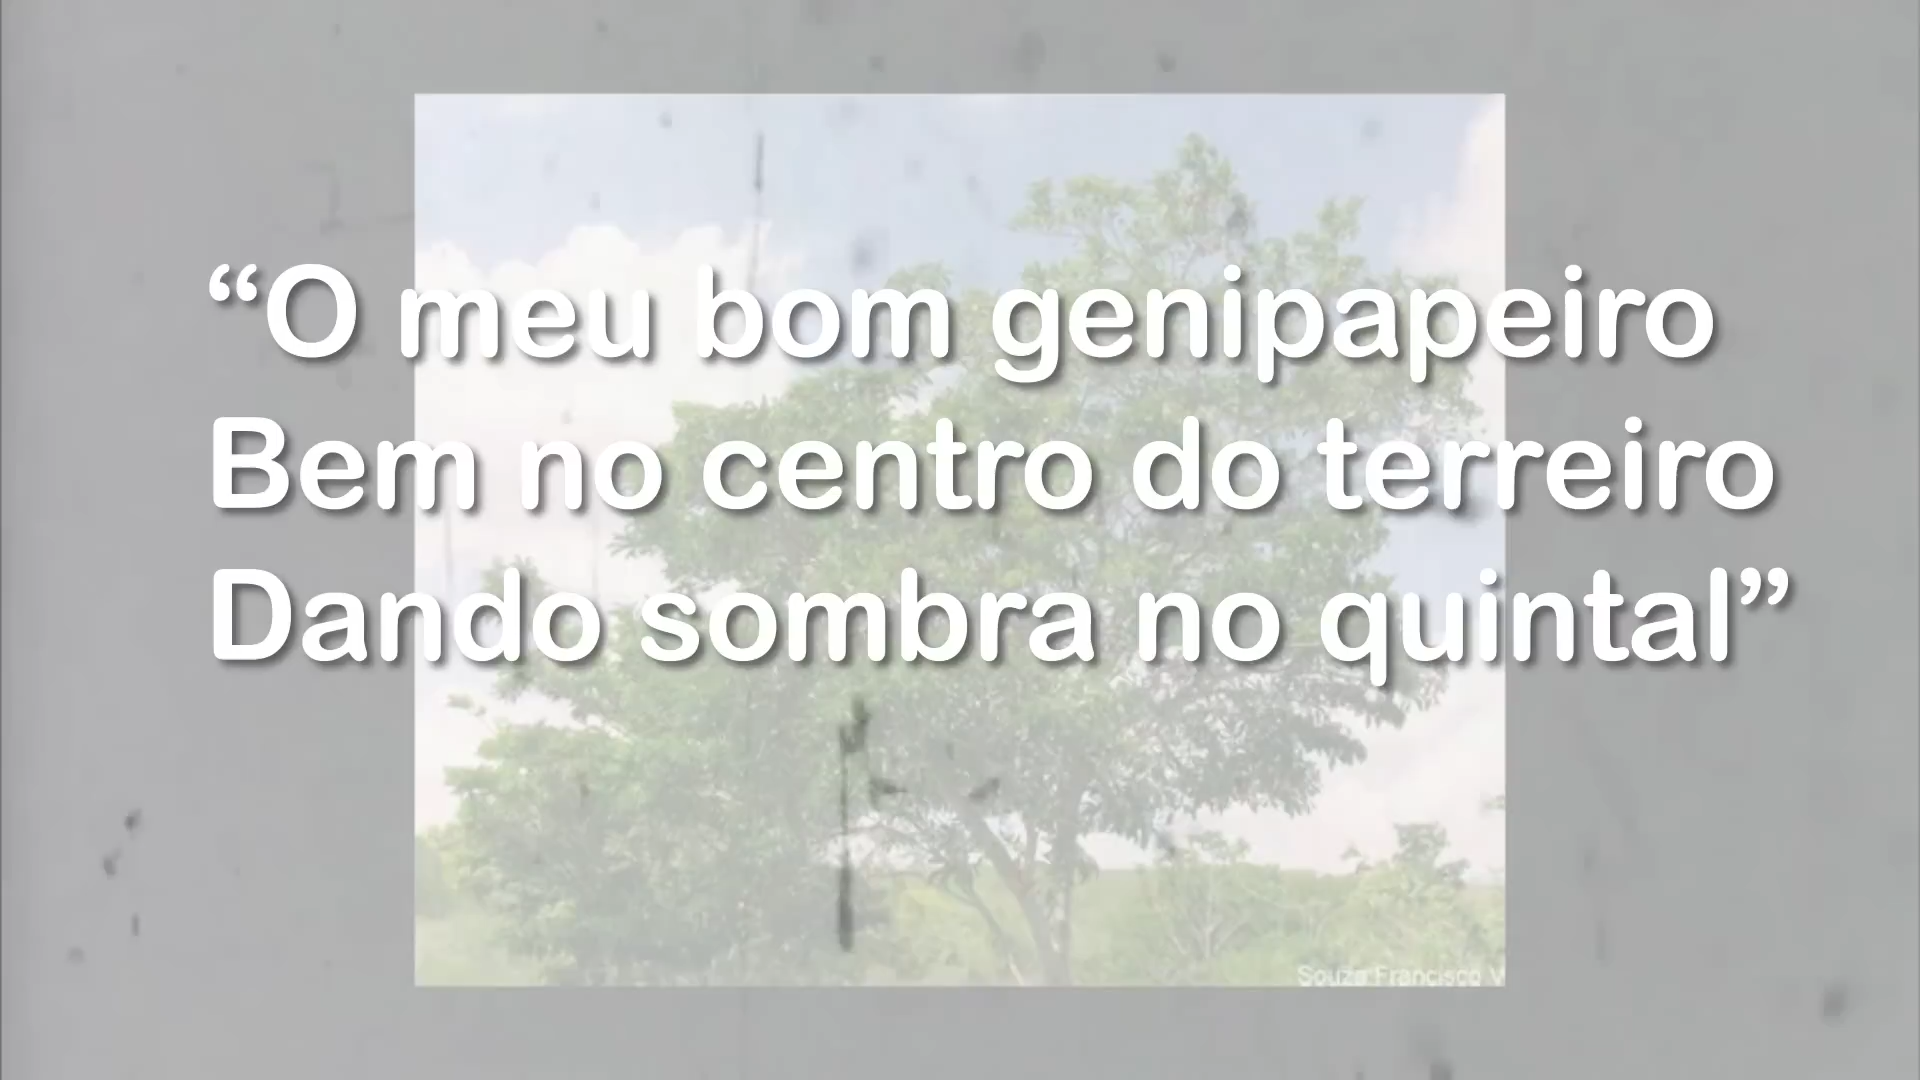 “O meu bom genipapeiro
Bem no centro do terreiro
Dando sombra no quintal”
Souza Francisco V